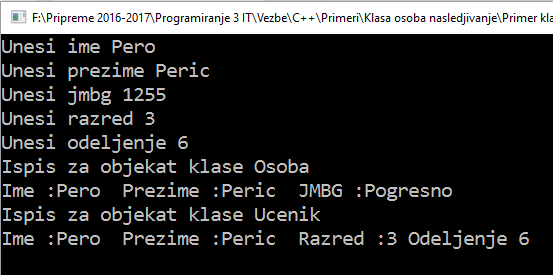 F:\Pripreme 2016-2017\Programiranje 3 IT\Vezbe\C++\Primeri\Klasa osoba nasledjivanje\Primer kla
Unesi ime Pero
Unesi prezime Peric
Unesi jmbg 1255
Unesi razred 3
Unesi odeljenje 6
Ispis za objekat klase Osoba
Ime :Pero  Prezime :Peric  JMBG :Pogresno
Ispis za objekat klase Ucenik
Ime :Pero  Prezime :Peric  Razred :3 Odeljenje 6